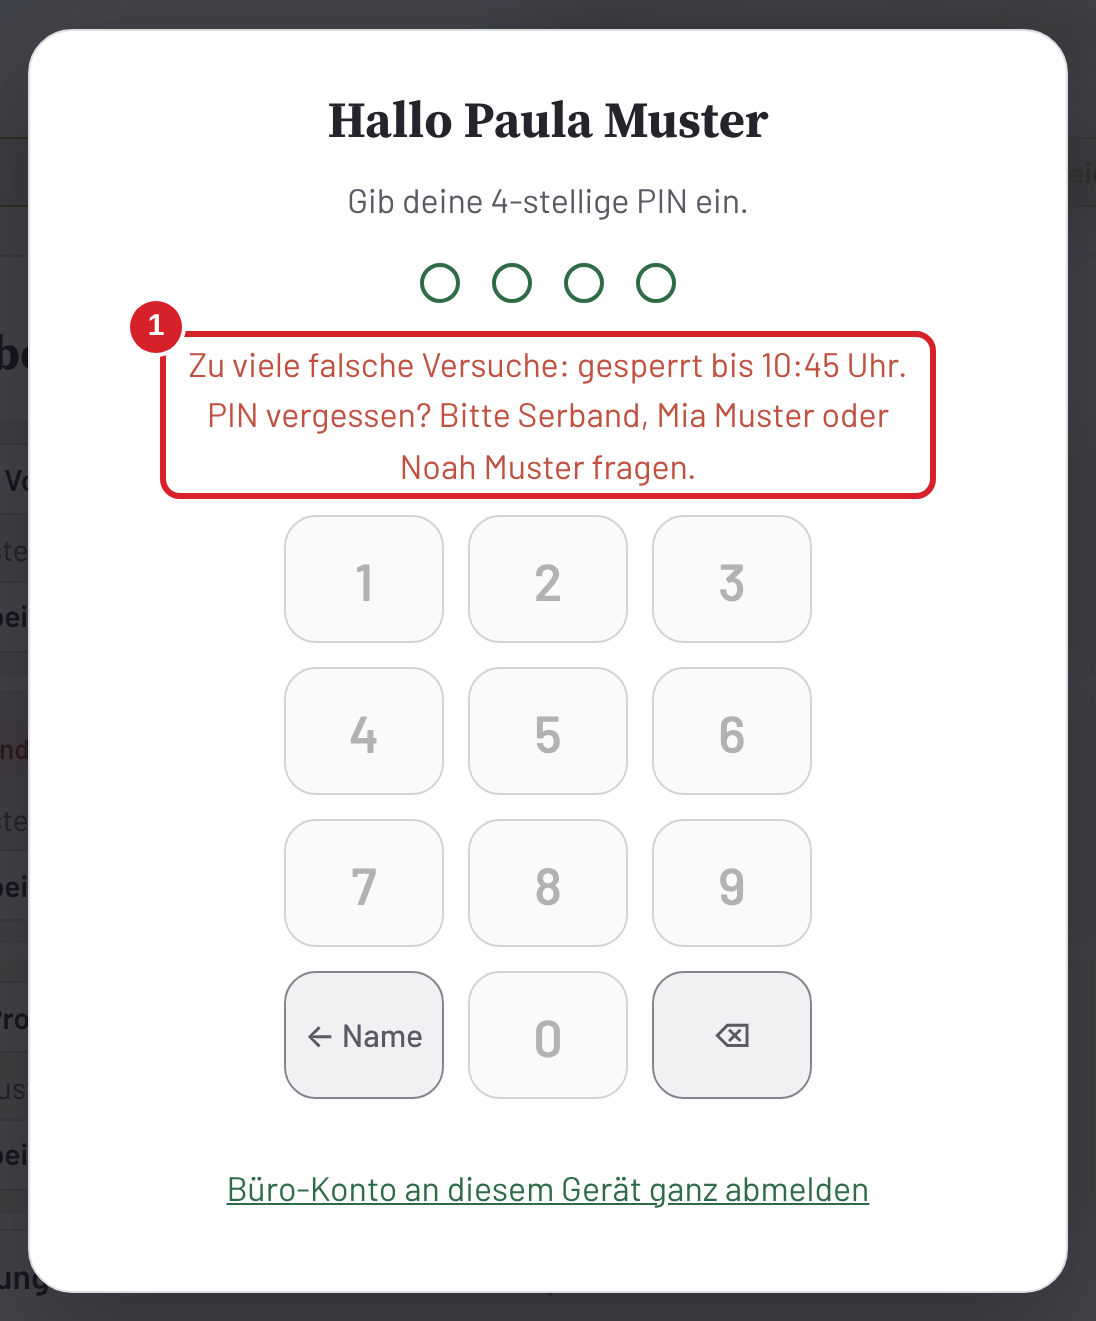 Hallo Paula Muster
Gib deine 4-stellige PIN ein.
1
Zu viele falsche Versuche: gesperrt bis 10:45 Uhr.
PIN vergessen? Bitte Serband, Mia Muster oder
Noah Muster fragen.
1 2 3
4 5 6
7 8 9
← Name 0 ⌫
Büro-Konto an diesem Gerät ganz abmelden